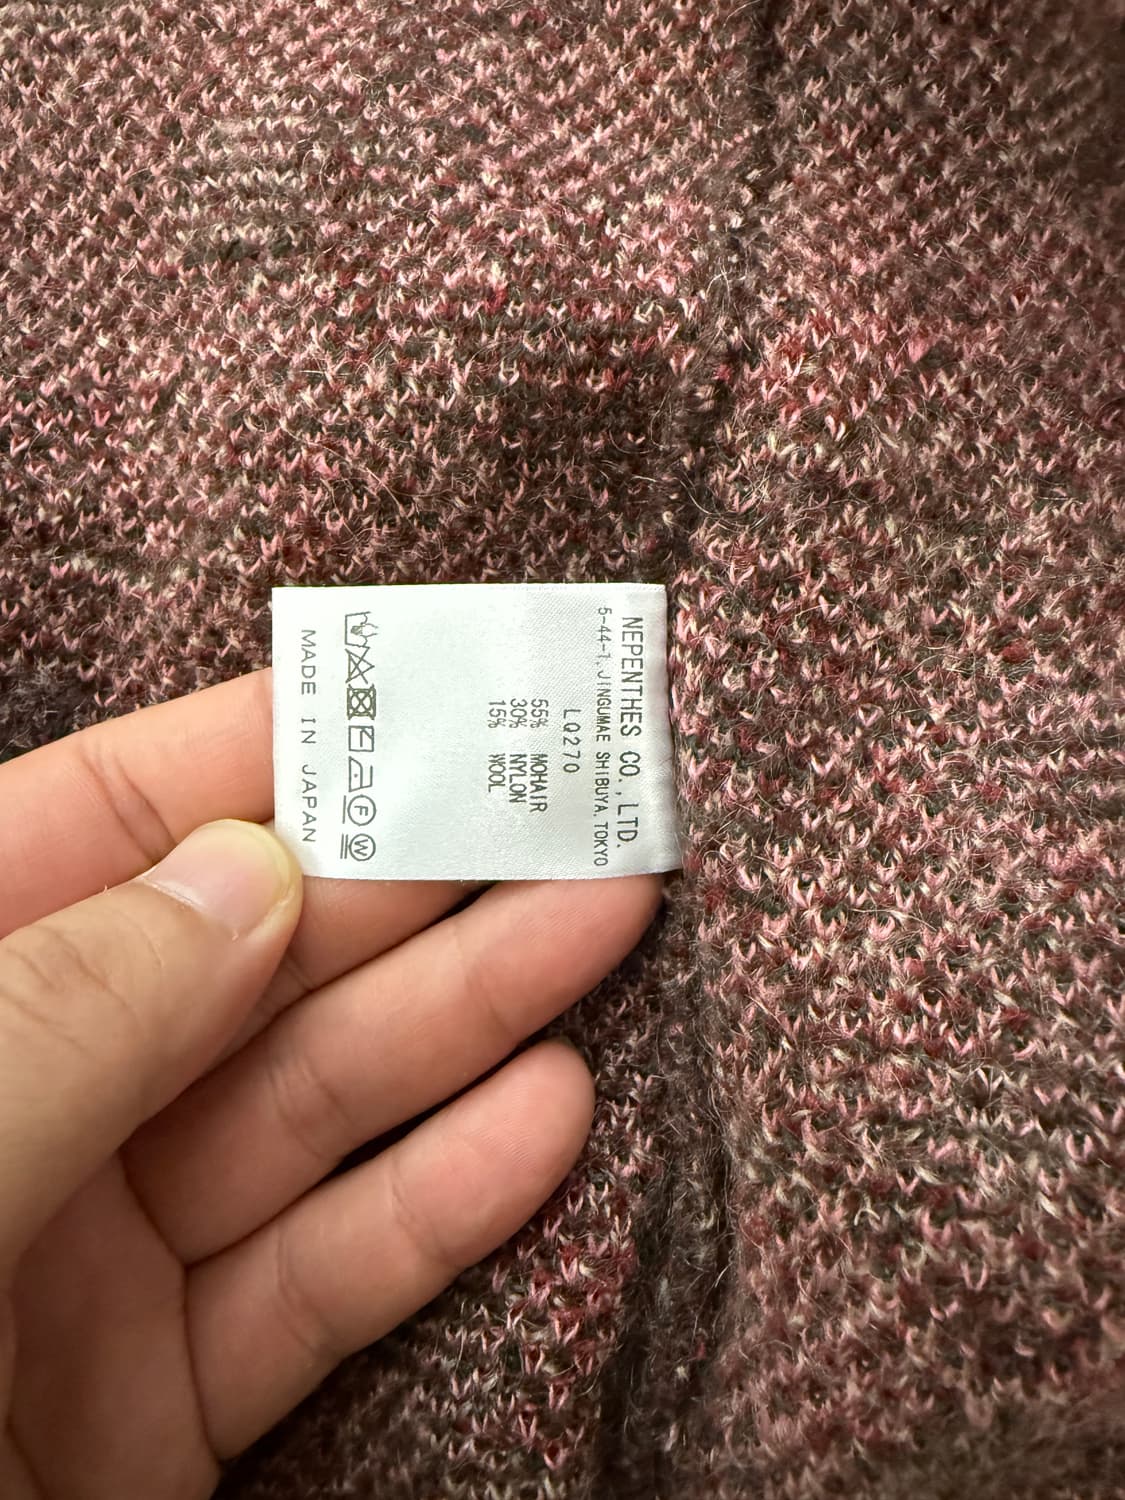 NEPENTHES CO.,LTD.
5-44-1, JINGUMAE SHIBUYA, TOKYO
LQ270
55% MOHAIR
30% NYLON
15% WOOL
F
W
MADE IN JAPAN